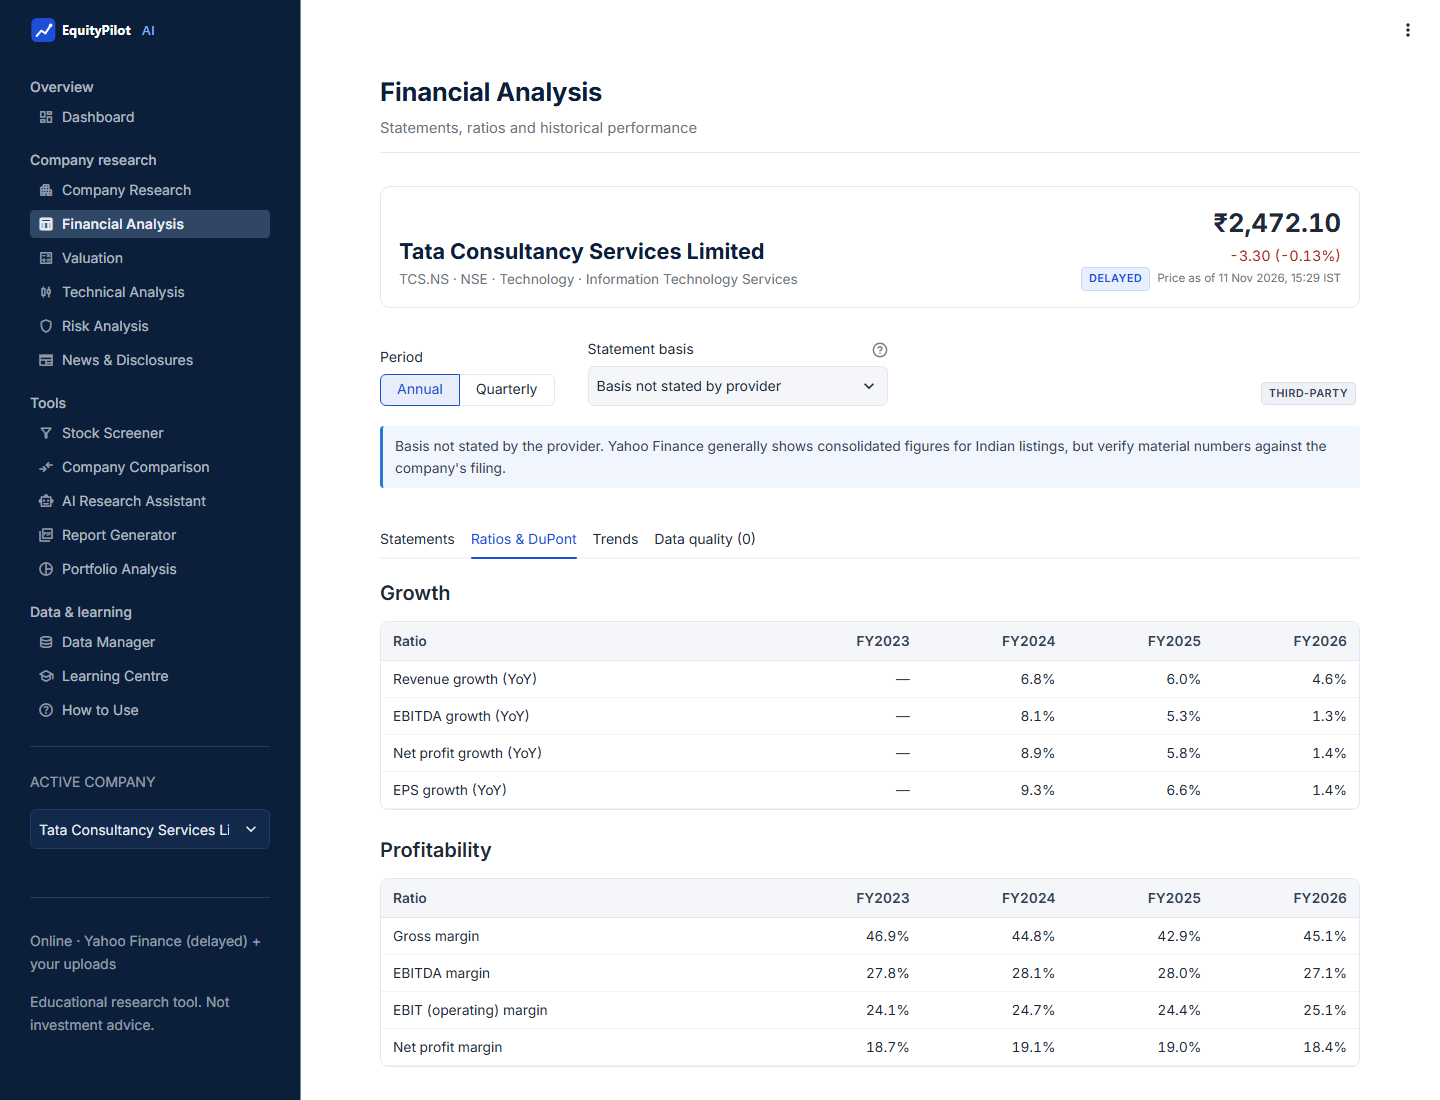 EquityPilot AI
Overview
Dashboard
Company research
Company Research
Financial Analysis
Valuation
Technical Analysis
Risk Analysis
News & Disclosures
Tools
Stock Screener
Company Comparison
AI Research Assistant
Report Generator
Portfolio Analysis
Data & learning
Data Manager
Learning Centre
How to Use
ACTIVE COMPANY
Tata Consultancy Services Li
Online · Yahoo Finance (delayed) +
your uploads
Educational research tool. Not
investment advice.
Financial Analysis
Statements, ratios and historical performance
Tata Consultancy Services Limited
TCS.NS · NSE · Technology · Information Technology Services
₹2,472.10
-3.30 (-0.13%)
DELAYED Price as of 11 Nov 2026, 15:29 IST
Period
Annual Quarterly
Statement basis
Basis not stated by provider
THIRD-PARTY
Basis not stated by the provider. Yahoo Finance generally shows consolidated figures for Indian listings, but verify material numbers against the
company's filing.
Statements Ratios & DuPont Trends Data quality (0)
Growth
Ratio FY2023 FY2024 FY2025 FY2026
Revenue growth (YoY) — 6.8% 6.0% 4.6%
EBITDA growth (YoY) — 8.1% 5.3% 1.3%
Net profit growth (YoY) — 8.9% 5.8% 1.4%
EPS growth (YoY) — 9.3% 6.6% 1.4%
Profitability
Ratio FY2023 FY2024 FY2025 FY2026
Gross margin 46.9% 44.8% 42.9% 45.1%
EBITDA margin 27.8% 28.1% 28.0% 27.1%
EBIT (operating) margin 24.1% 24.7% 24.4% 25.1%
Net profit margin 18.7% 19.1% 19.0% 18.4%